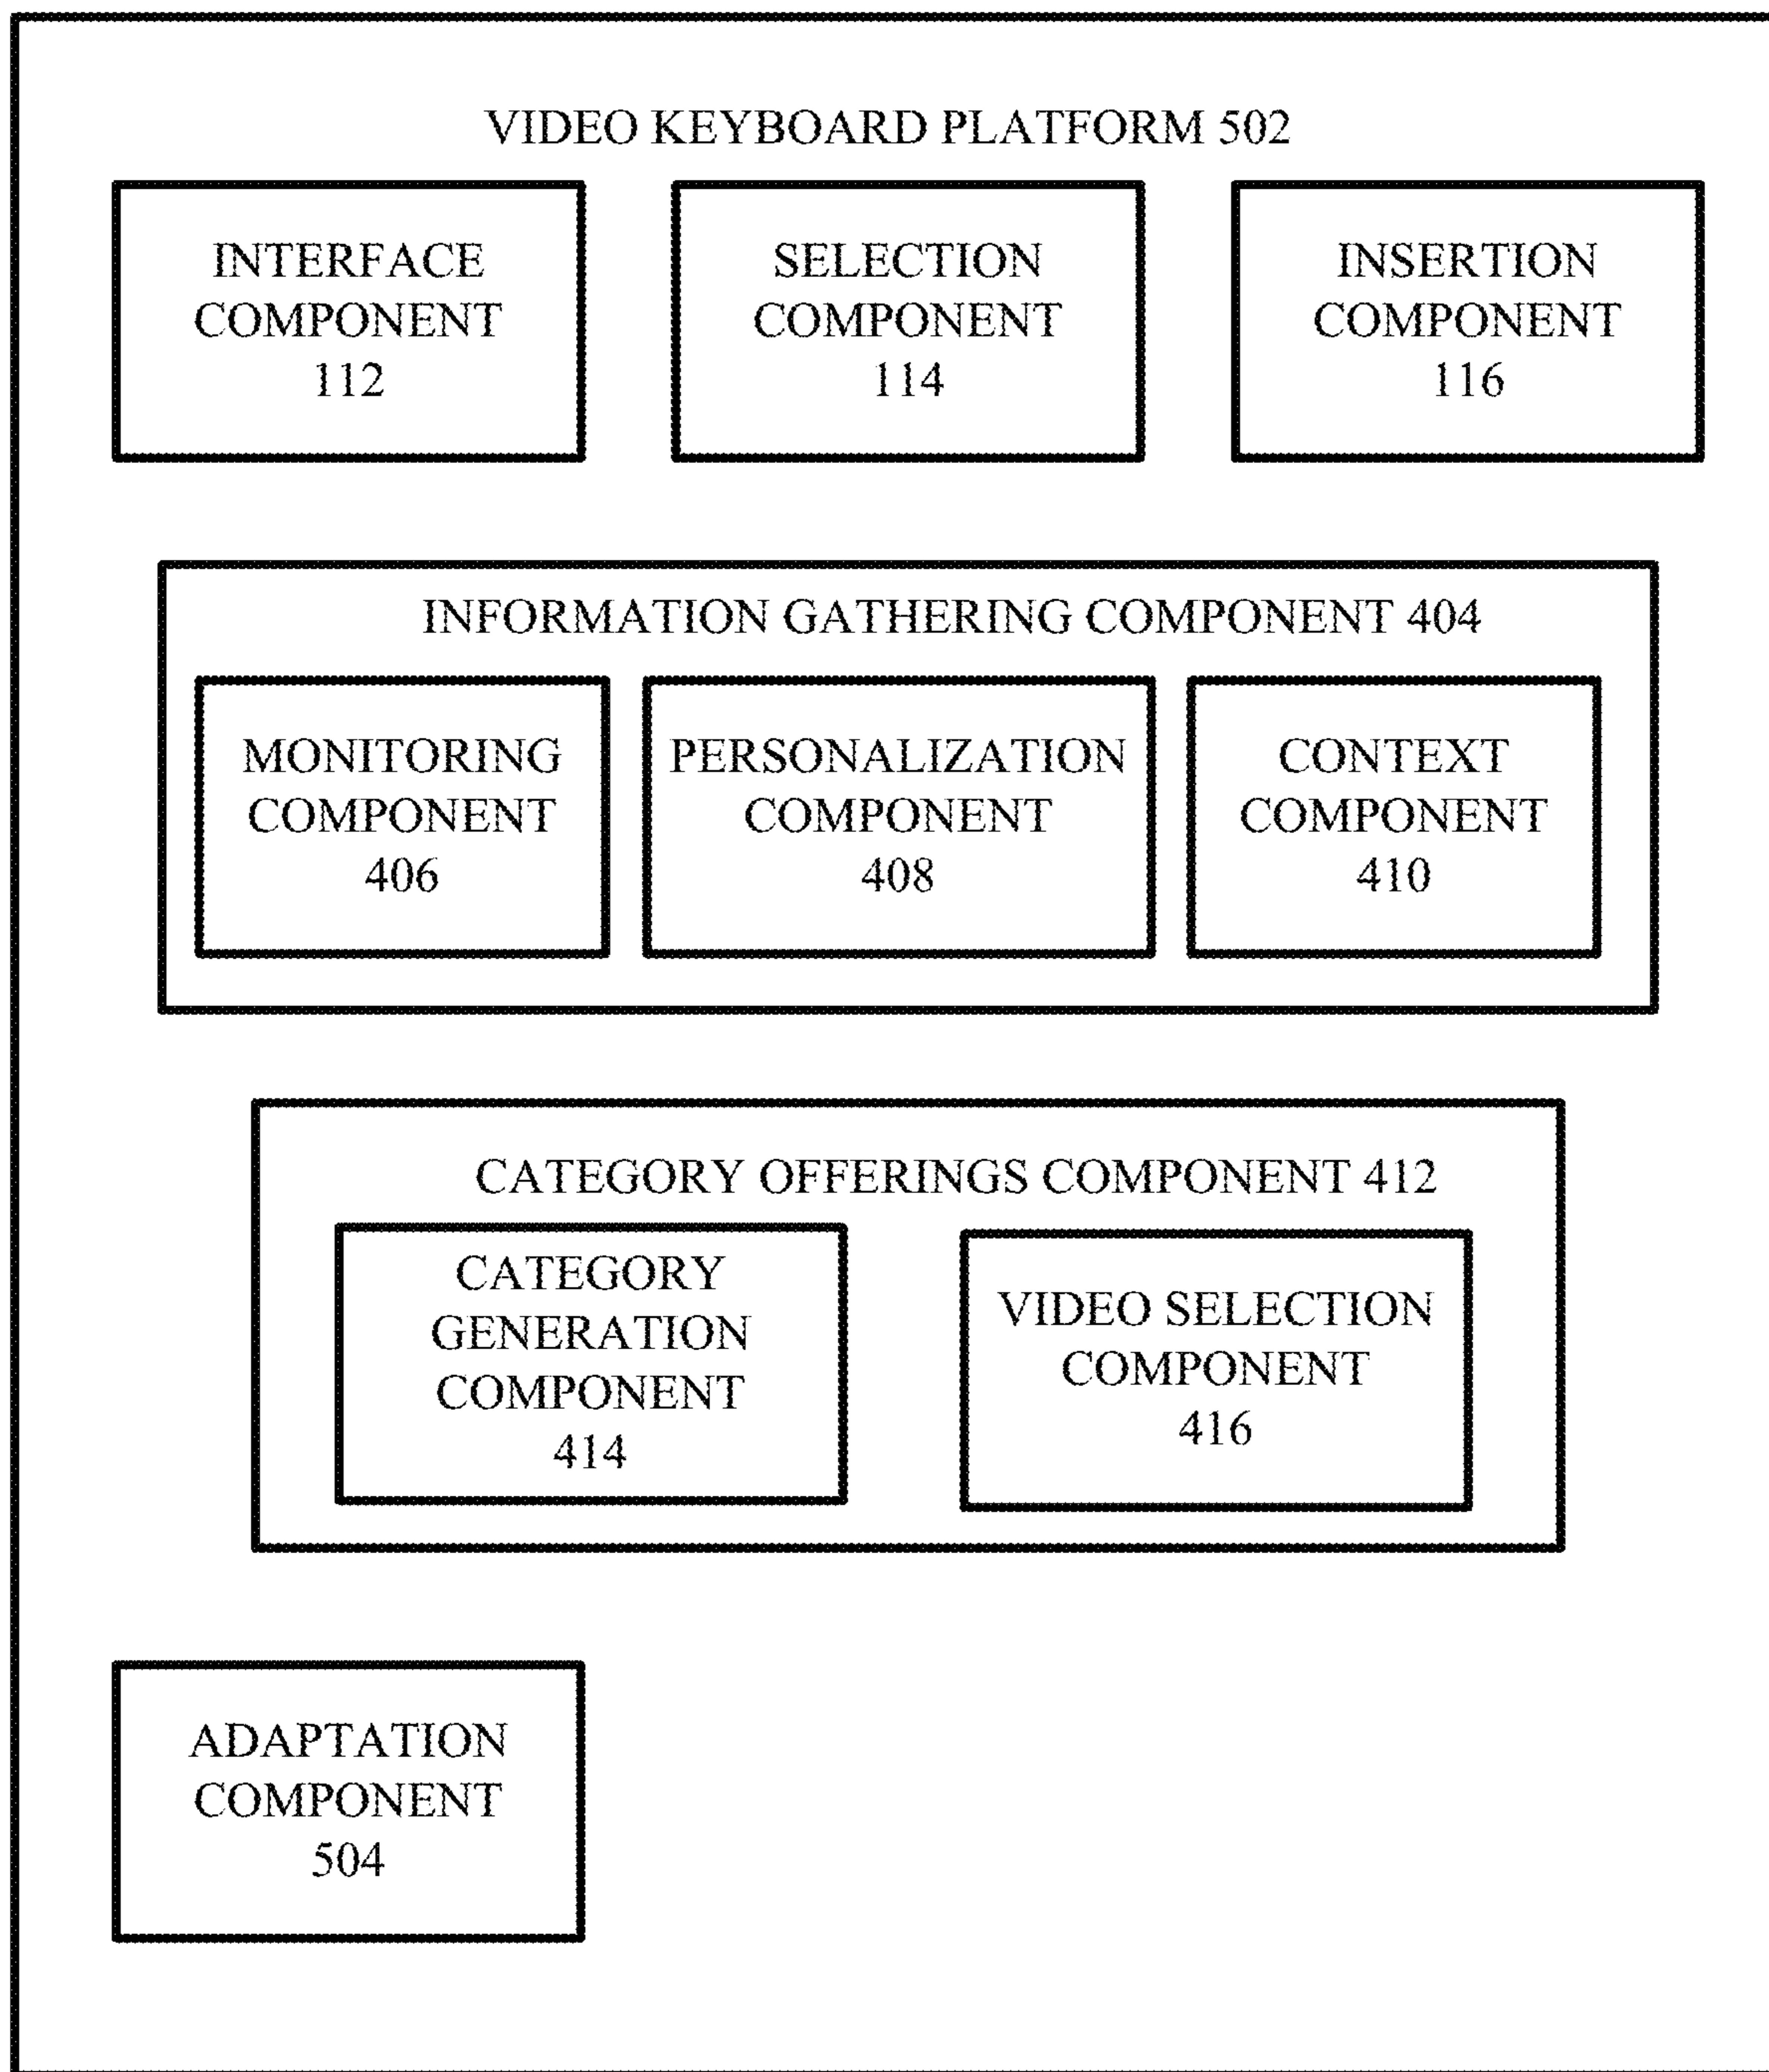 VIDEO KEYBOARD PLATFORM 502
INTERFACE
COMPONENT
112
SELECTION
COMPONENT
114
INSERTION
COMPONENT
116
INFORMATION GATHERING COMPONENT 404
MONITORING
COMPONENT
406
PERSONALIZATION
COMPONENT
408
CONTEXT
COMPONENT
410
CATEGORY OFFERINGS COMPONENT 412
CATEGORY
GENERATION
COMPONENT
414
VIDEO SELECTION
COMPONENT
416
ADAPTATION
COMPONENT
504